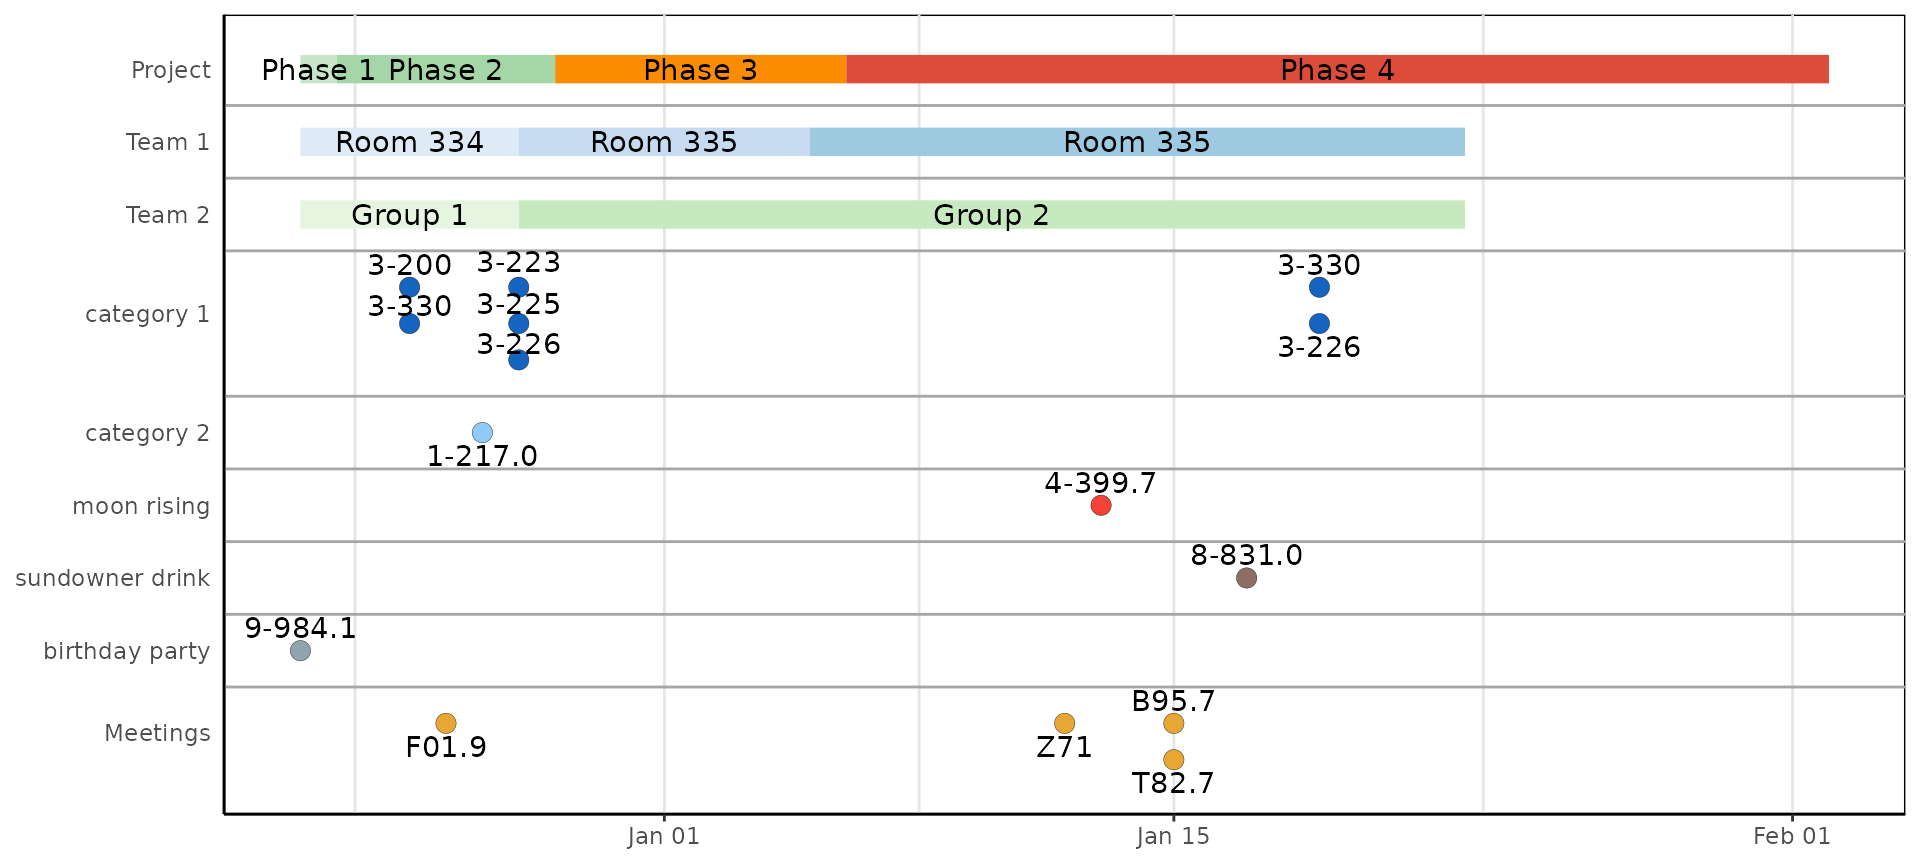 Project
Phase 1 Phase 2 Phase 3 Phase 4
Team 1
Room 334 Room 335 Room 335
Team 2
Group 1 Group 2
category 1
3-200 3-223 3-330
3-330 3-225
3-226 3-226
category 2
1-217.0
moon rising
4-399.7
sundowner drink
8-831.0
birthday party
9-984.1
Meetings
B95.7
F01.9 Z71
T82.7
Jan 01 Jan 15 Feb 01